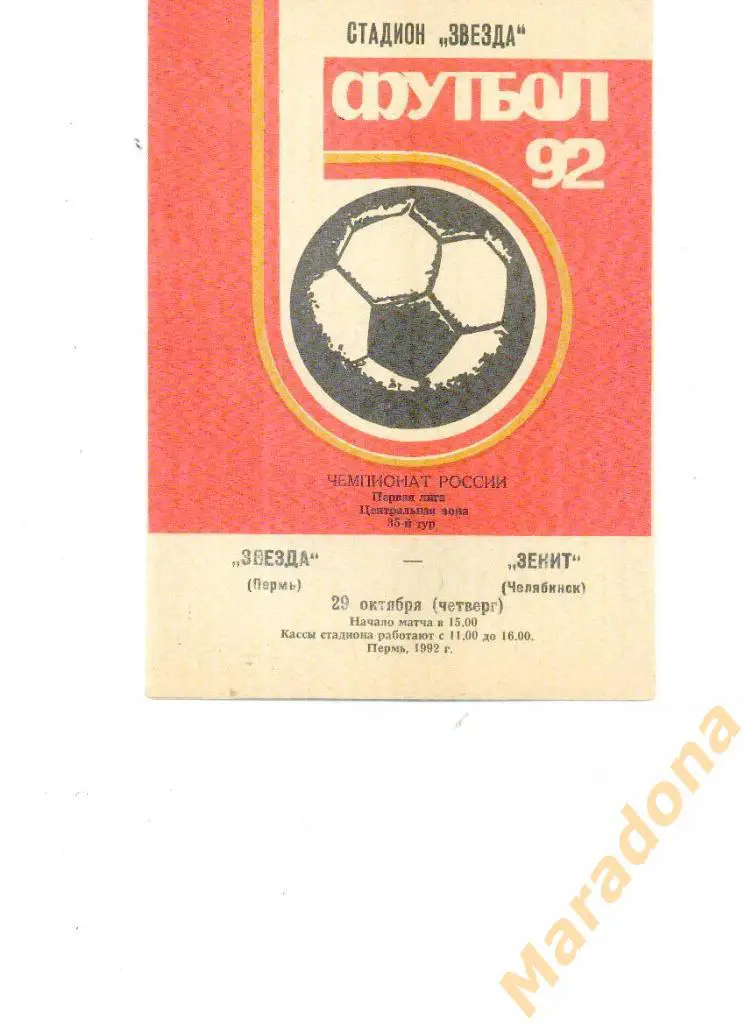 СТАДИОН „ЗВЕЗДА“
ФУТБОЛ
92
ЧЕМПИОНАТ РОССИИ
Первая лига
Центральная зона
35-й тур
„ЗВЕЗДА“ — „ЗЕНИТ“
(Пермь) (Челябинск)
29 октября (четверг)
Начало матча в 15.00
Кассы стадиона работают с 11.00 до 16.00.
Пермь, 1992 г.
Maradona